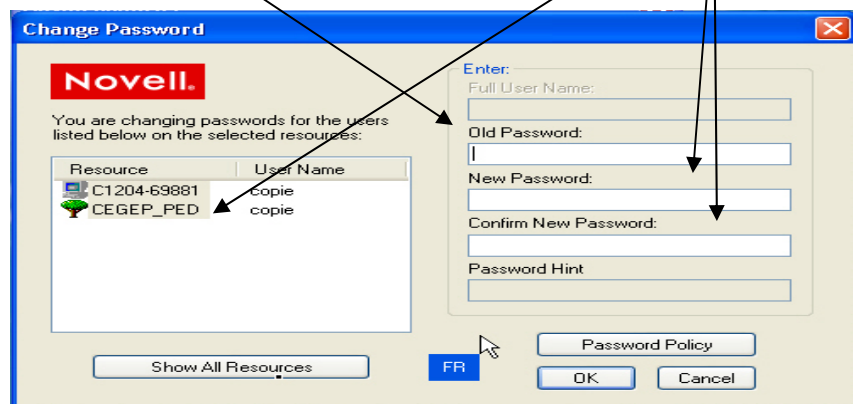 Change Password
Novell.
You are changing passwords for the users
listed below on the selected resources:
Resource User Name
C1204-69881 copie
CEGEP_PED copie
Show All Resources
Enter:
Full User Name:
Old Password:
New Password:
Confirm New Password:
Password Hint
FR
Password Policy
OK Cancel